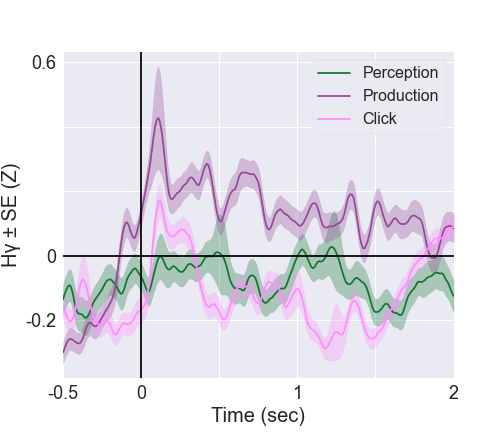 Hγ ± SE (Z)
0.6
0
-0.2
Perception
Production
Click
-0.5
0
1
2
Time (sec)